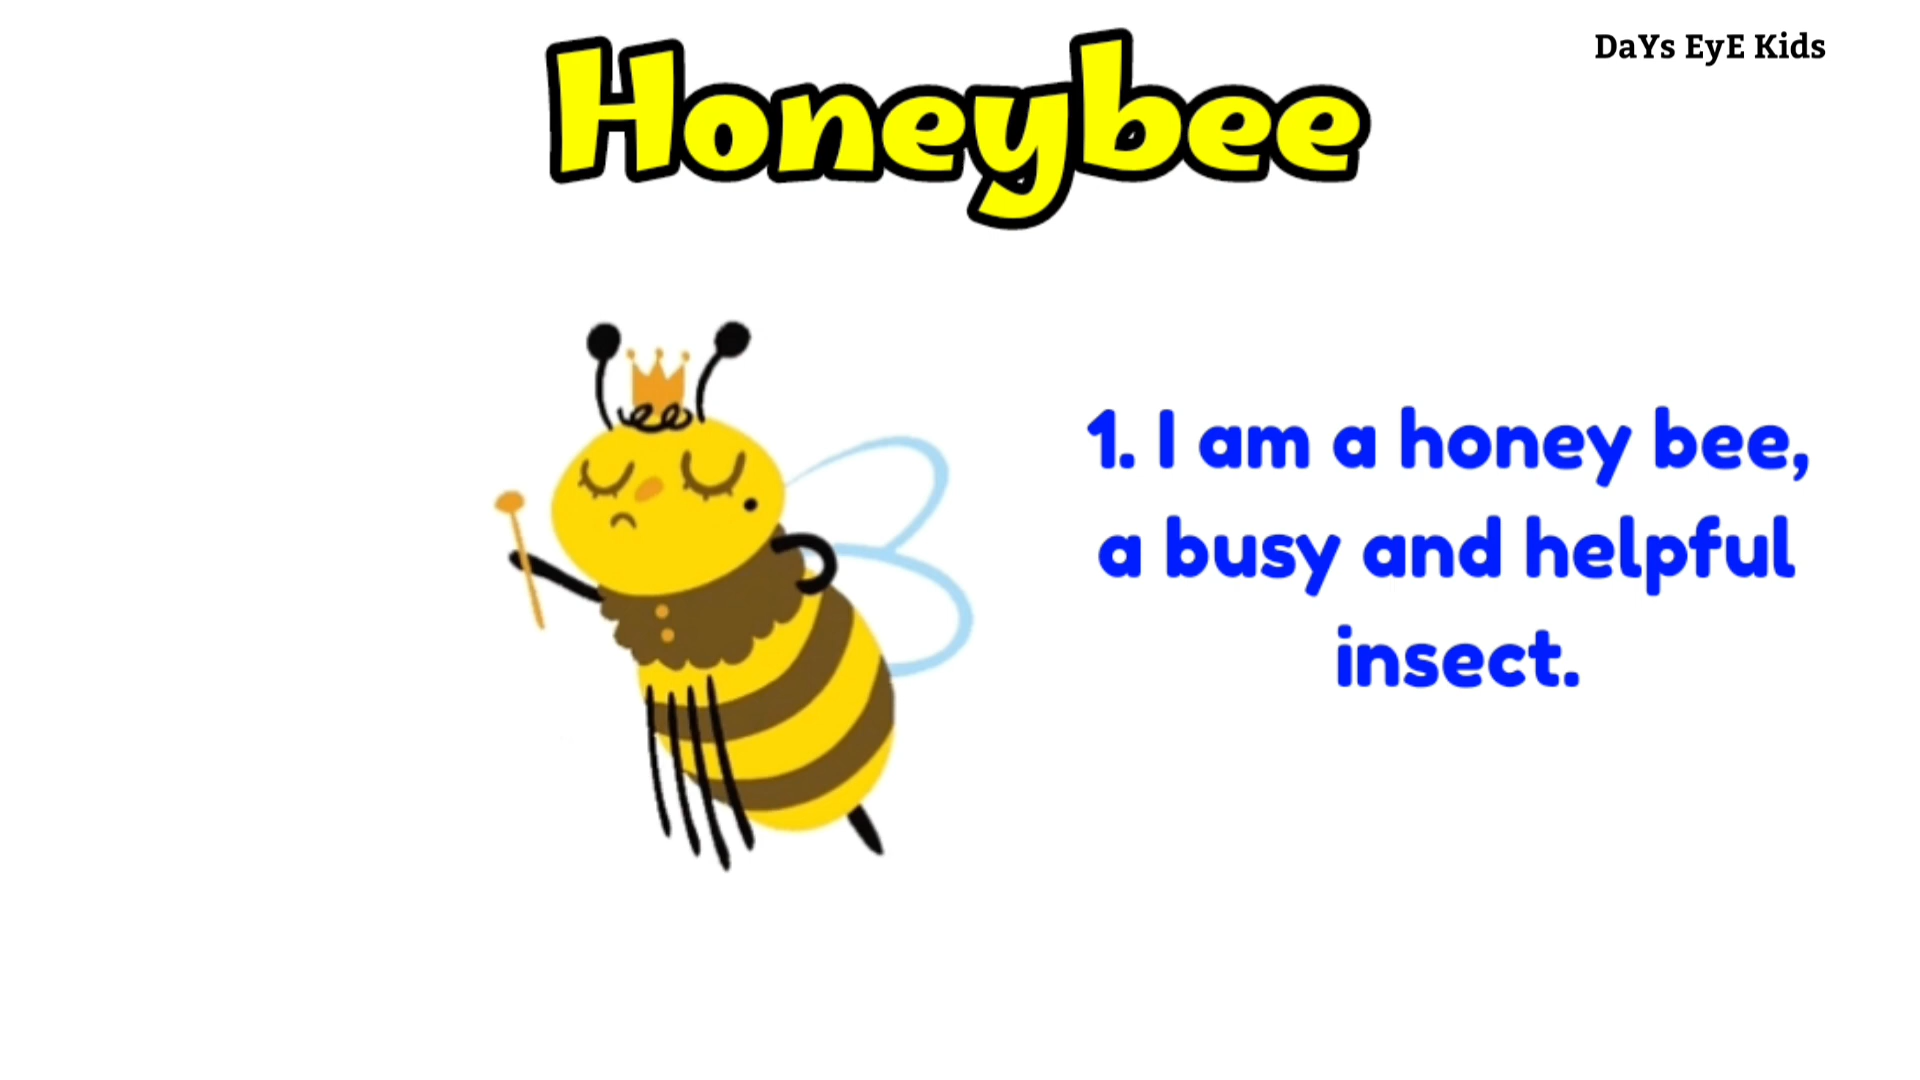 DaYs EyE Kids
Honeybee
1. I am a honey bee,
a busy and helpful
insect.